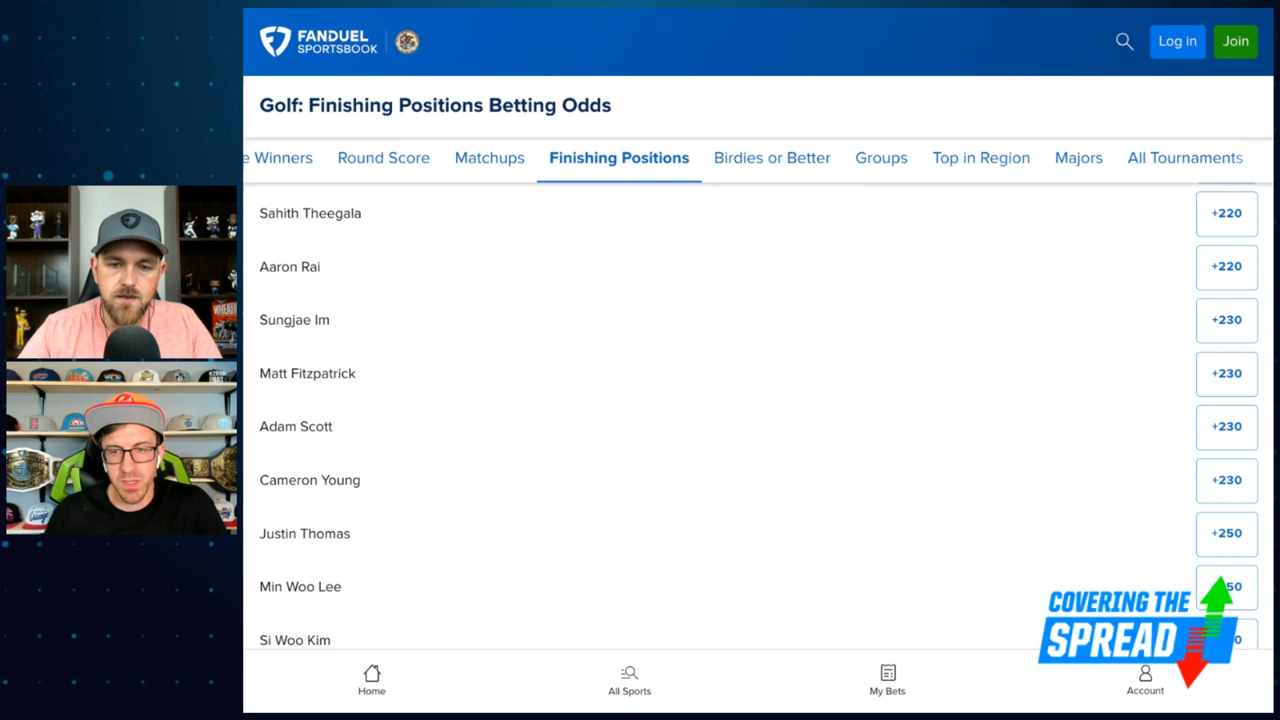 FANDUEL
SPORTSBOOK
Log in
Join
Golf: Finishing Positions Betting Odds
e Winners
Round Score
Matchups
Finishing Positions
Birdies or Better
Groups
Top in Region
Majors
All Tournaments
Sahith Theegala +220
Aaron Rai +220
Sungjae Im +230
Matt Fitzpatrick +230
Adam Scott +230
Cameron Young +230
Justin Thomas +250
Min Woo Lee 50
Si Woo Kim 0
COVERING THE
SPREAD
Home
All Sports
My Bets
Account